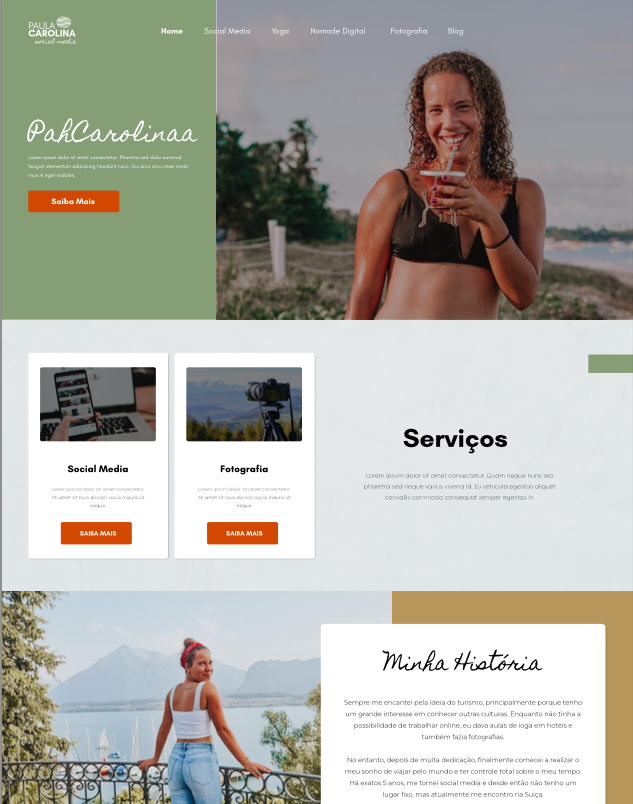 PAULA
CAROLINA
social media
Home Social Media Yoga Nomade Digital Fotografia Blog
PahCarolinaa
Lorem ipsum dolor sit amet consectetur. Pharetra sed dolor euismod
feugiat elementum adipiscing tincidunt nunc. Dui arcu arcu vitae morbi
risus in eget sodales.
Saiba Mais
Social Media
Lorem ipsum dolor sit amet consectetur.
Mi amet sit risus dis non sociis mauris sit
neque.
SAIBA MAIS
Fotografia
Lorem ipsum dolor sit amet consectetur.
Mi amet sit risus dis non sociis mauris sit
neque.
SAIBA MAIS
Serviços
Lorem ipsum dolor sit amet consectetur. Quam neque nunc leo
pharetra sed neque varius viverra id. Eu vehicula egestas aliquet
convallis commodo consequat semper egestas in.
Minha História
Sempre me encantei pela ideia do turismo, principalmente porque tenho
um grande interesse em conhecer outras culturas. Enquanto não tinha a
possibilidade de trabalhar online, eu dava aulas de ioga em hotéis e
também fazia fotografias.
No entanto, depois de muita dedicação, finalmente comecei a realizar o
meu sonho de viajar pelo mundo e ter controle total sobre o meu tempo.
Há exatos 5 anos, me tornei social media e desde então não tenho um
lugar fixo, mas atualmente me encontro na Suíça.